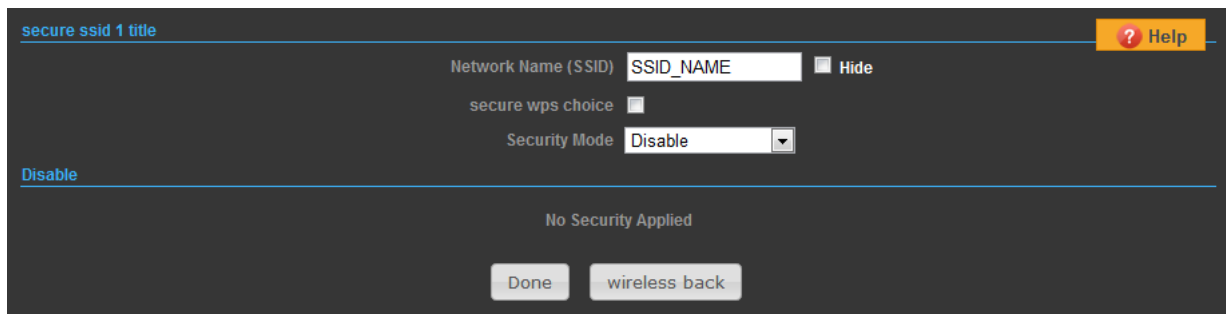 secure ssid 1 title
? Help
Network Name (SSID) SSID_NAME Hide
secure wps choice
Security Mode Disable
Disable
No Security Applied
Done wireless back